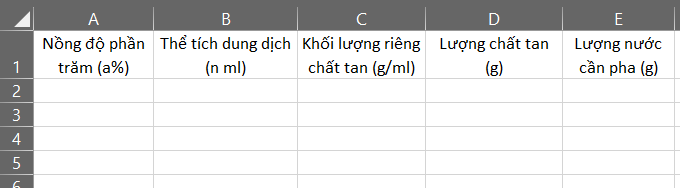 A B C D E
Nồng độ phần Thể tích dung dịch Khối lượng riêng Lượng chất tan Lượng nước
1 trăm (a%) (n ml) chất tan (g/ml) (g) cần pha (g)
2
3
4
5
6